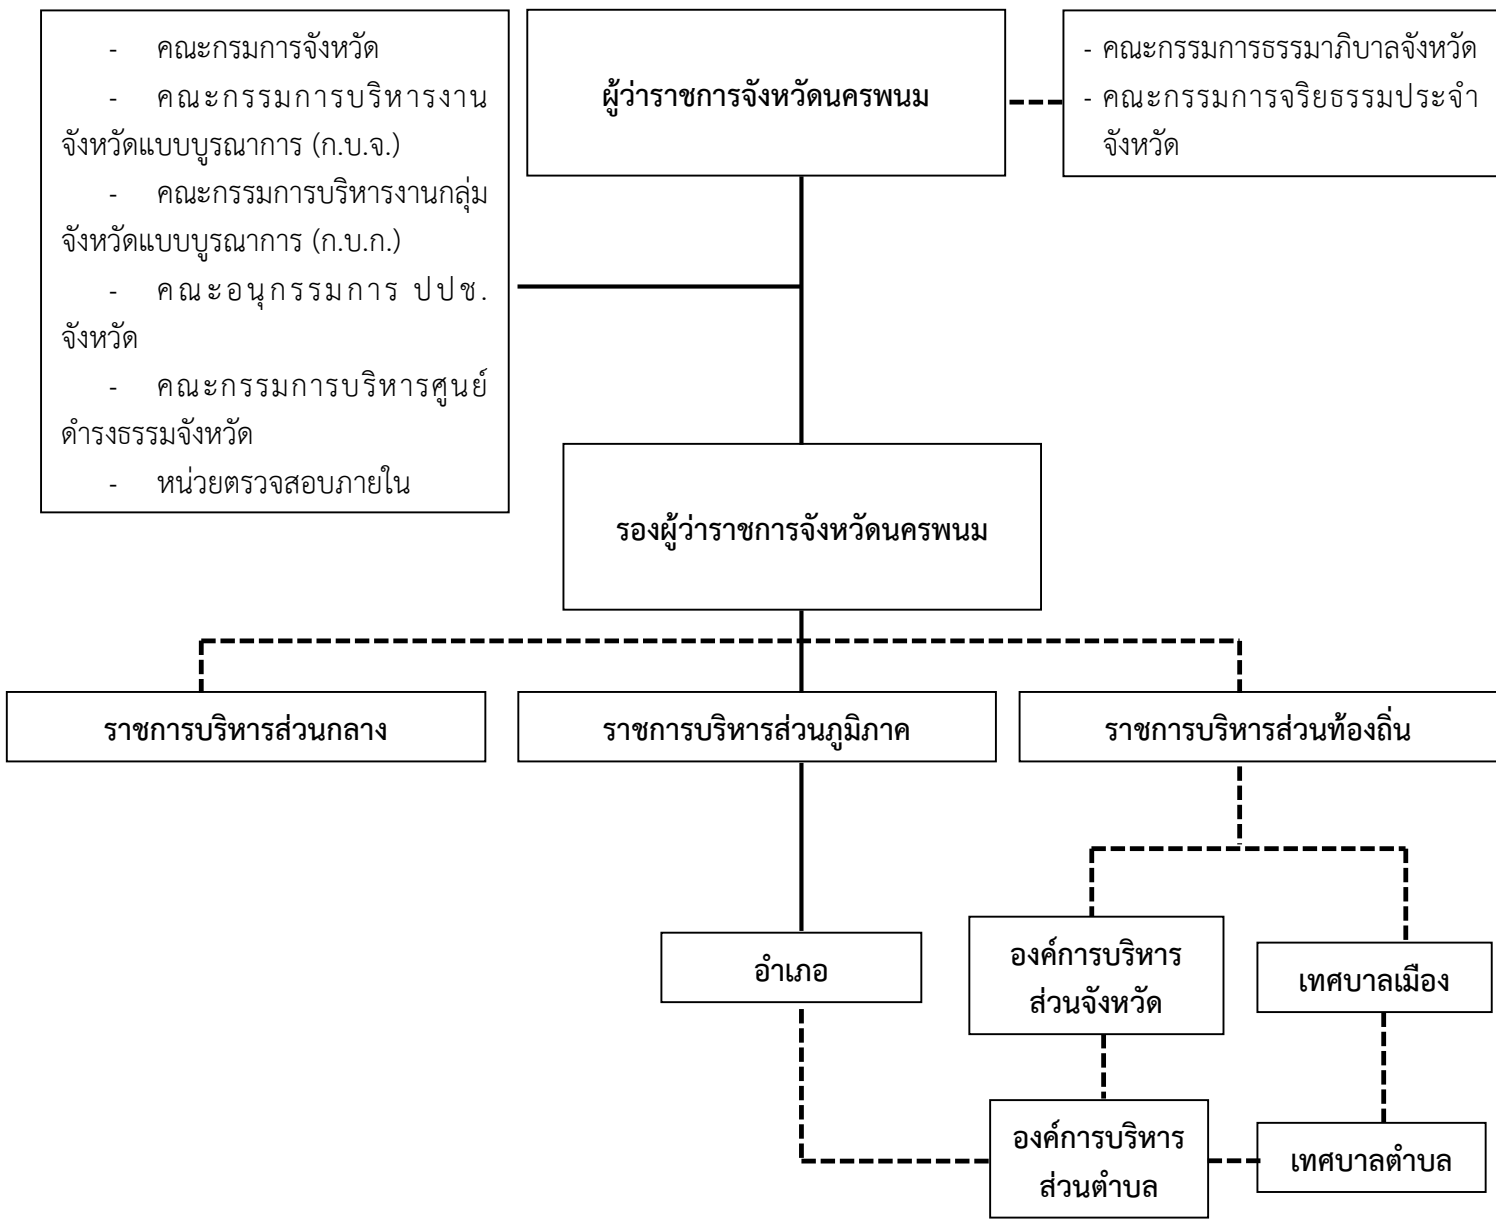 - คณะกรมการจังหวัด
- คณะกรรมการบริหารงาน
จังหวัดแบบบูรณาการ (ก.บ.จ.)
- คณะกรรมการบริหารงานกลุ่ม
จังหวัดแบบบูรณาการ (ก.บ.ก.)
- คณะอนุกรรมการ ปปช.
จังหวัด
- คณะกรรมการบริหารศูนย์
ดำรงธรรมจังหวัด
- หน่วยตรวจสอบภายใน
ผู้ว่าราชการจังหวัดนครพนม
- คณะกรรมการธรรมาภิบาลจังหวัด
- คณะกรรมการจริยธรรมประจำ
จังหวัด
รองผู้ว่าราชการจังหวัดนครพนม
ราชการบริหารส่วนกลาง
ราชการบริหารส่วนภูมิภาค
ราชการบริหารส่วนท้องถิ่น
อำเภอ
องค์การบริหาร
ส่วนจังหวัด
เทศบาลเมือง
องค์การบริหาร
ส่วนตำบล
เทศบาลตำบล